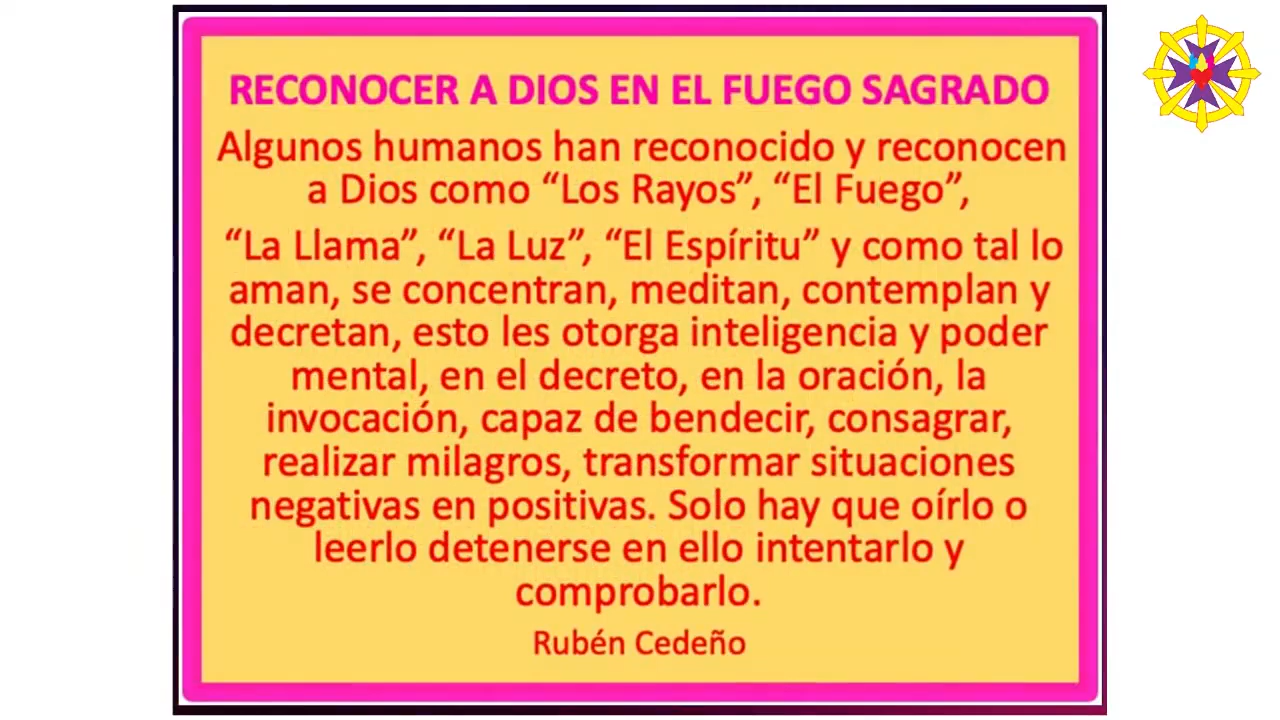 RECONOCER A DIOS EN EL FUEGO SAGRADO
Algunos humanos han reconocido y reconocen
a Dios como “Los Rayos”, “El Fuego”,
“La Llama”, “La Luz”, “El Espíritu” y como tal lo
aman, se concentran, meditan, contemplan y
decretan, esto les otorga inteligencia y poder
mental, en el decreto, en la oración, la
invocación, capaz de bendecir, consagrar,
realizar milagros, transformar situaciones
negativas en positivas. Solo hay que oírlo o
leerlo detenerse en ello intentarlo y
comprobarlo.
Rubén Cedeño